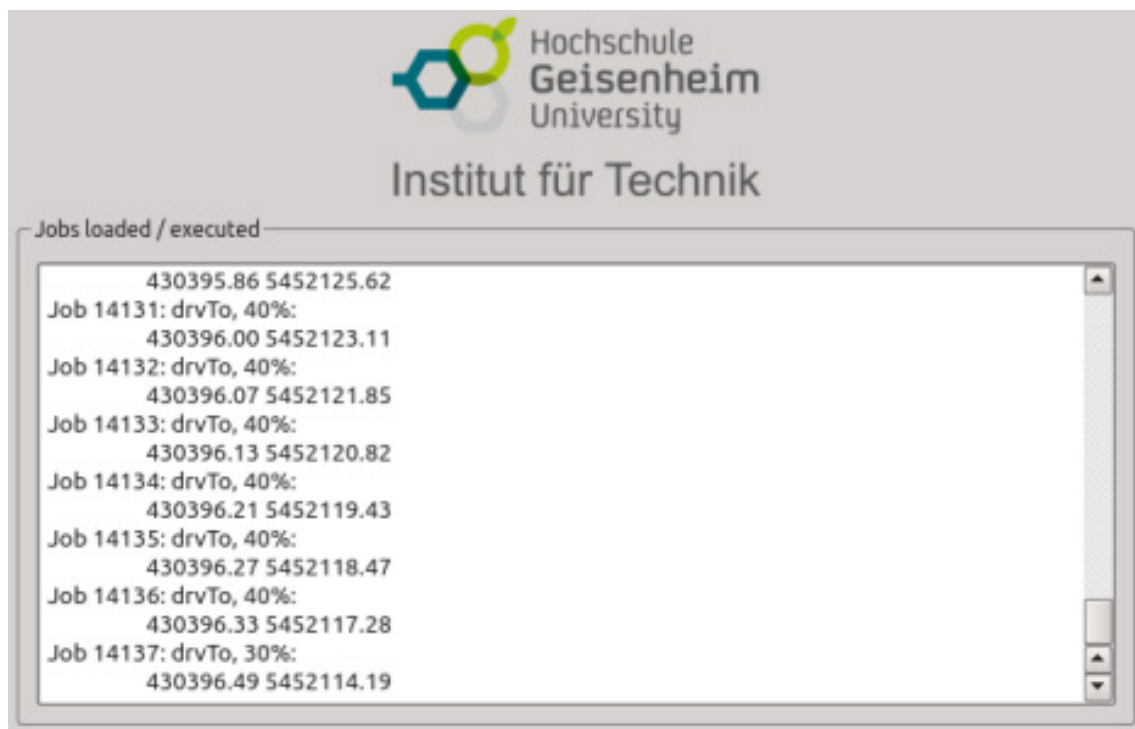 Hochschule
Geisenheim
University
Institut für Technik
Jobs loaded / executed
430395.86 5452125.62
Job 14131: drvTo, 40%:
430396.00 5452123.11
Job 14132: drvTo, 40%:
430396.07 5452121.85
Job 14133: drvTo, 40%:
430396.13 5452120.82
Job 14134: drvTo, 40%:
430396.21 5452119.43
Job 14135: drvTo, 40%:
430396.27 5452118.47
Job 14136: drvTo, 40%:
430396.33 5452117.28
Job 14137: drvTo, 30%:
430396.49 5452114.19